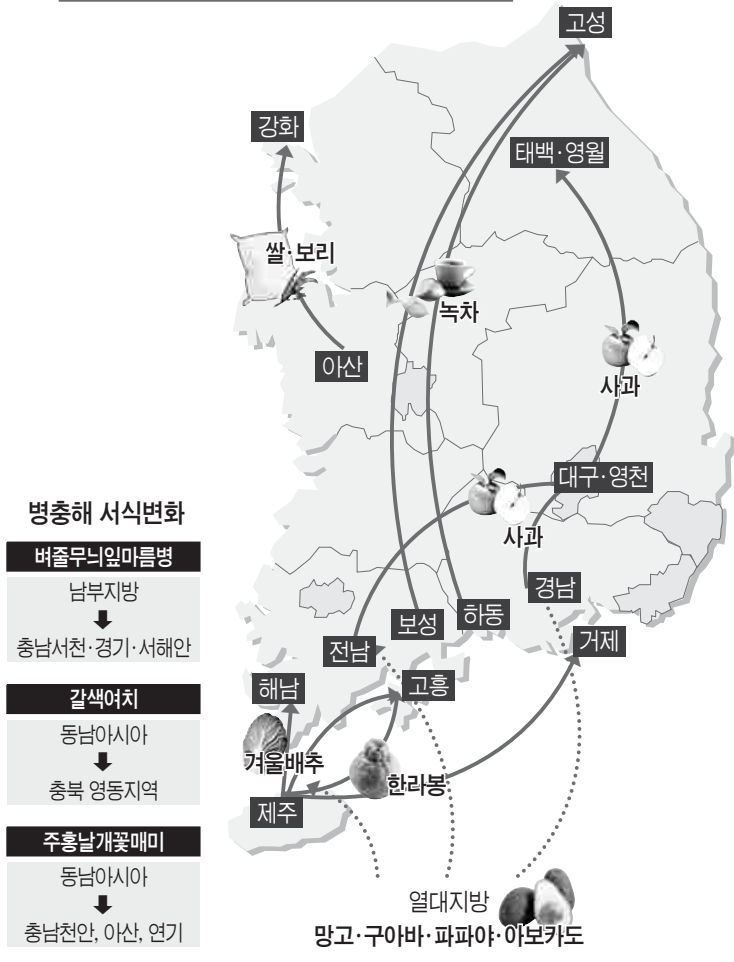 고성
강화
태백·영월
쌀·보리
녹차
아산
사과
대구·영천
사과
경남
하동
보성
거제
전남
해남
고흥
겨울배추
한라봉
제주
열대지방
망고·구아바·파파야·아보카도
병충해 서식변화
벼줄무늬잎마름병
남부지방
충남서천·경기·서해안
갈색여치
동남아시아
충북 영동지역
주홍날개꽃매미
동남아시아
충남천안, 아산, 연기